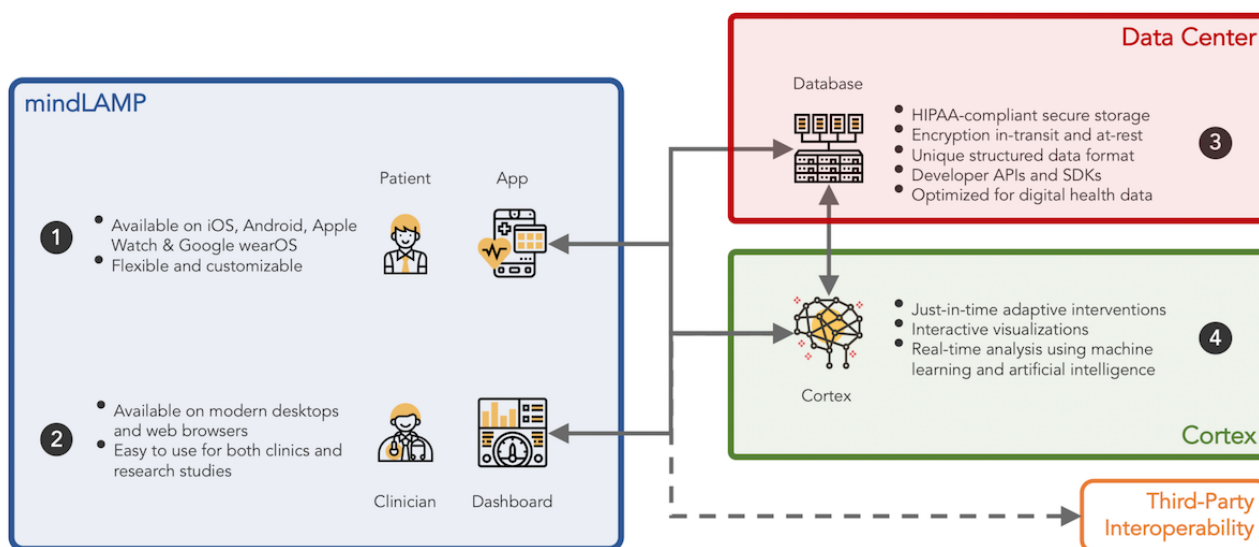 mindLAMP
1
• Available on iOS, Android, Apple
Watch & Google wearOS
• Flexible and customizable
Patient
App
2
• Available on modern desktops
and web browsers
• Easy to use for both clinics and
research studies
Clinician
Dashboard
Data Center
Database
• HIPAA-compliant secure storage
• Encryption in-transit and at-rest
• Unique structured data format
• Developer APIs and SDKs
• Optimized for digital health data
3
• Just-in-time adaptive interventions
• Interactive visualizations
• Real-time analysis using machine
learning and artificial intelligence
4
Cortex
Cortex
Third-Party
Interoperability